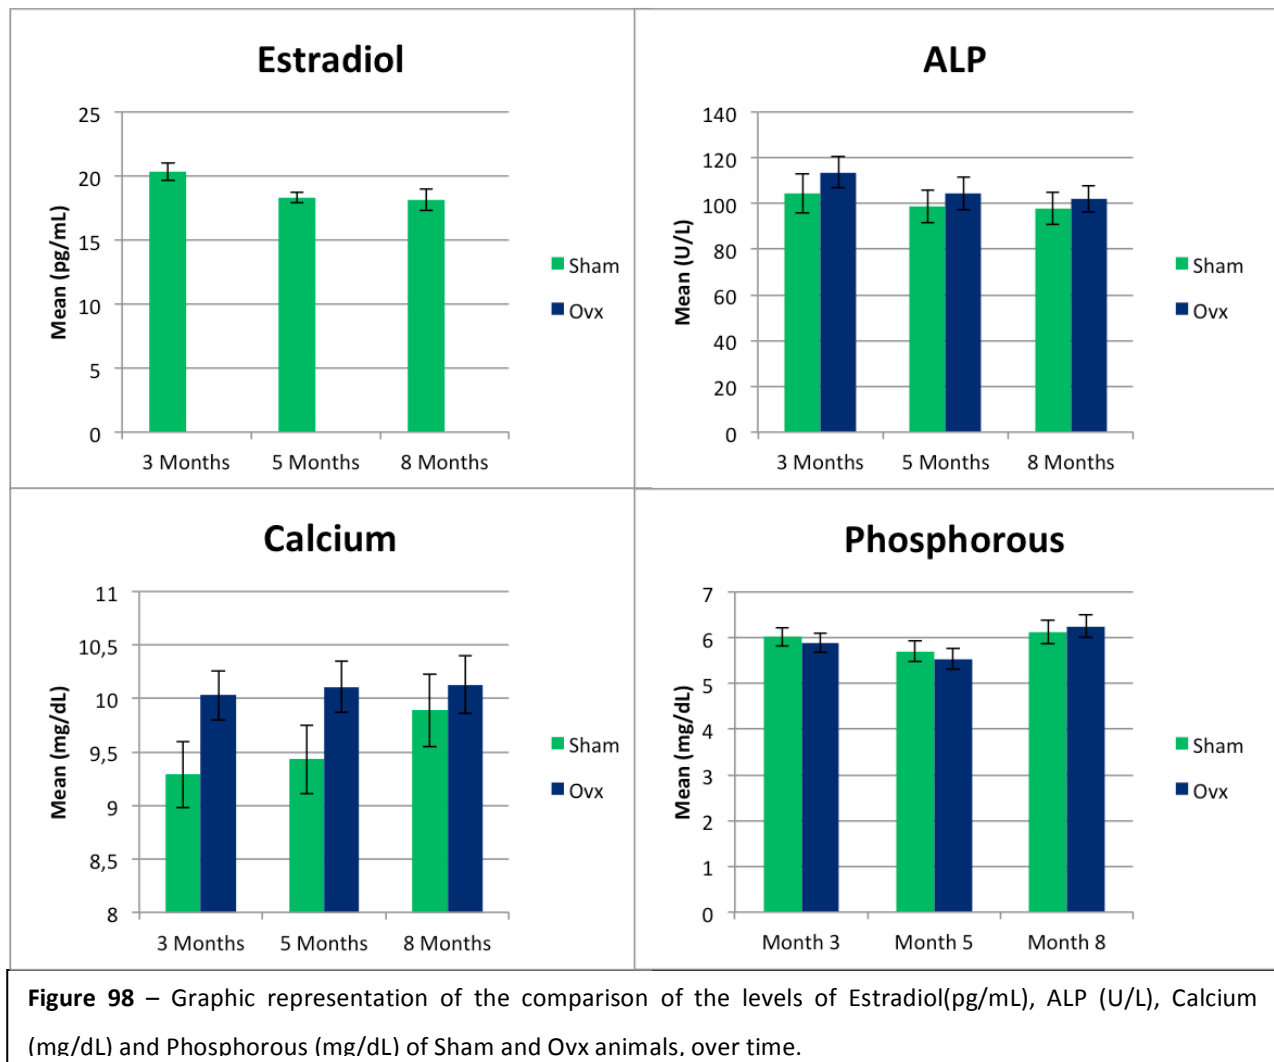 Estradiol
25
20
15
10
5
0
Mean (pg/mL)
3 Months 5 Months 8 Months
Sham
Ovx
ALP
140
120
100
80
60
40
20
0
Mean (U/L)
3 Months 5 Months 8 Months
Sham
Ovx
Calcium
11
10,5
10
9,5
9
8,5
8
Mean (mg/dL)
3 Months 5 Months 8 Months
Sham
Ovx
Phosphorous
7
6
5
4
3
2
1
0
Mean (mg/dL)
Month 3 Month 5 Month 8
Sham
Ovx
Figure 98 – Graphic representation of the comparison of the levels of Estradiol(pg/mL), ALP (U/L), Calcium
(mg/dL) and Phosphorous (mg/dL) of Sham and Ovx animals, over time.